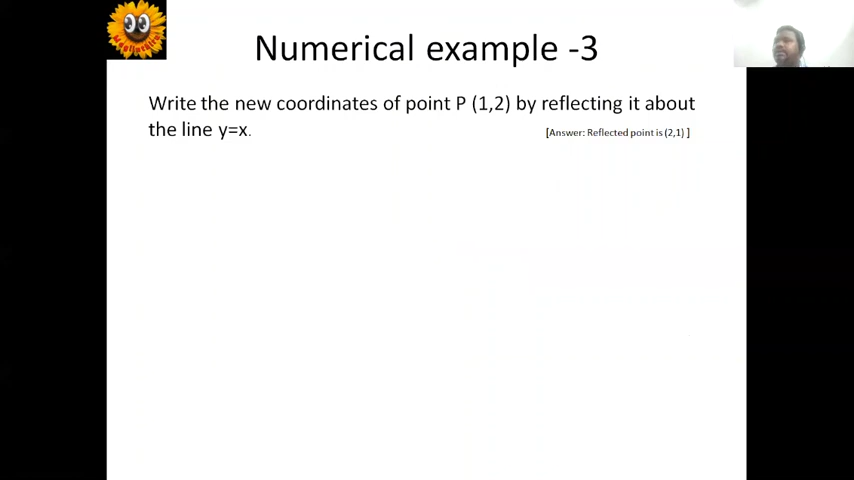 Numerical example -3
Write the new coordinates of point P (1,2) by reflecting it about
the line y=x.
[Answer: Reflected point is (2,1) ]